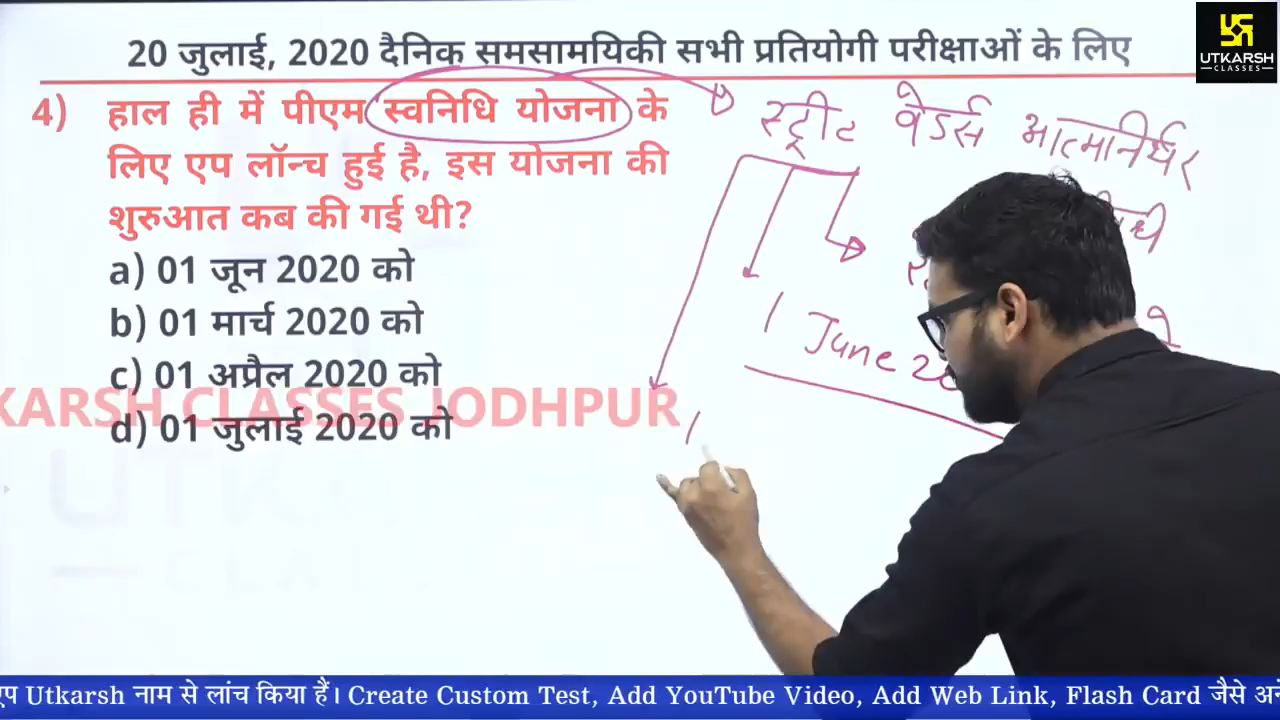 UTKARSH
CLASSES
20 जुलाई, 2020 दैनिक समसामयिकी सभी प्रतियोगी परीक्षाओं के लिए
4) हाल ही में पीएम स्वनिधि योजना के
लिए एप लॉन्च हुई है, इस योजना की
शुरुआत कब की गई थी?
a) 01 जून 2020 को
b) 01 मार्च 2020 को
c) 01 अप्रैल 2020 को
d) 01 जुलाई 2020 को
स्ट्रीट वेंडर्स आत्मानिर्भर
1 June
KARSH CLASSES JODHPUR
एप Utkarsh नाम से लांच किया हैं। Create Custom Test, Add YouTube Video, Add Web Link, Flash Card जैसे